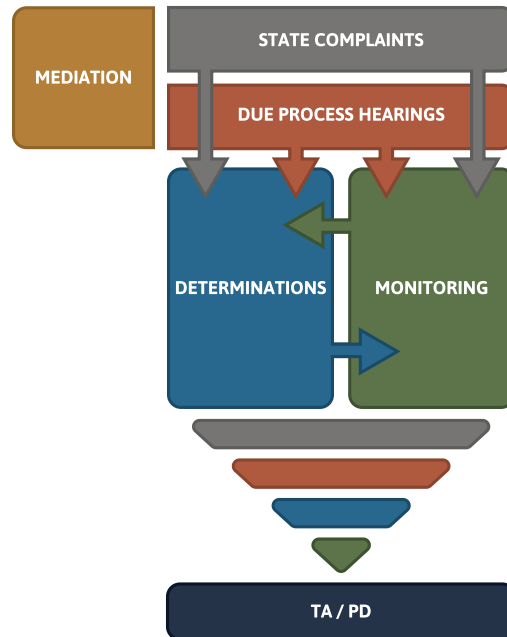 STATE COMPLAINTS
MEDIATION
DUE PROCESS HEARINGS
DETERMINATIONS
MONITORING
TA / PD